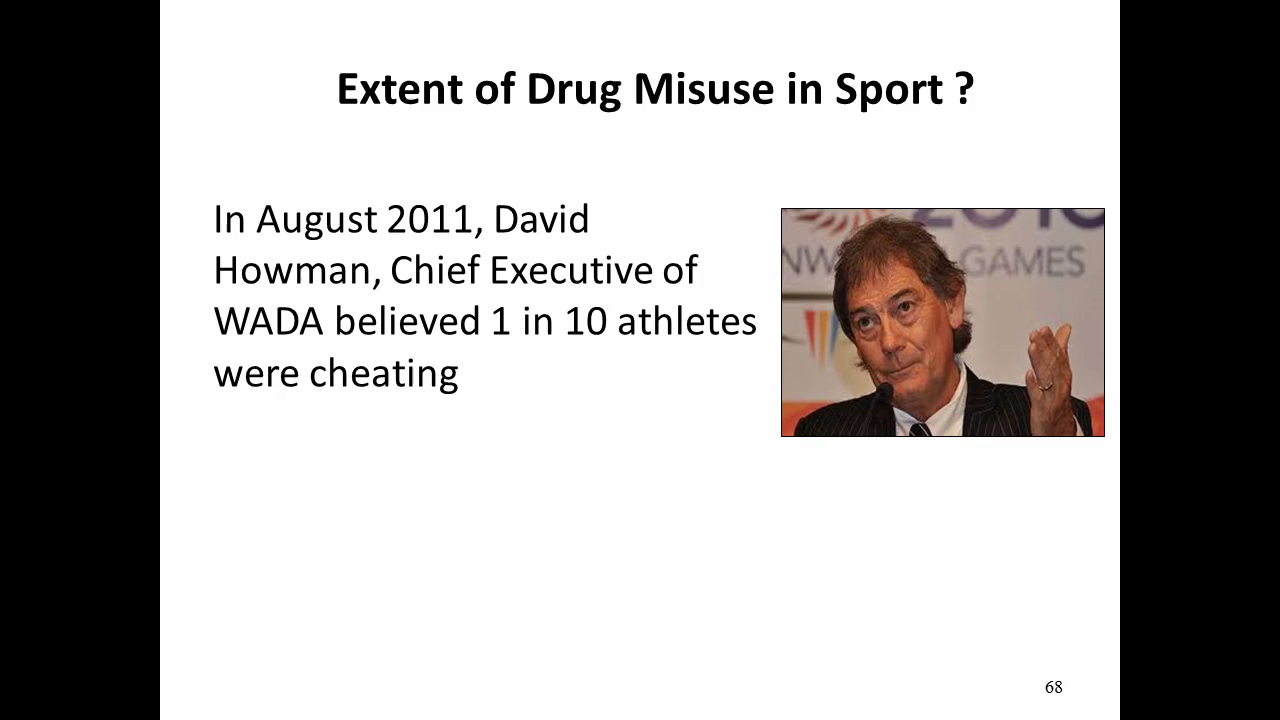 Extent of Drug Misuse in Sport ?
In August 2011, David
Howman, Chief Executive of
WADA believed 1 in 10 athletes
were cheating
GAMES
68